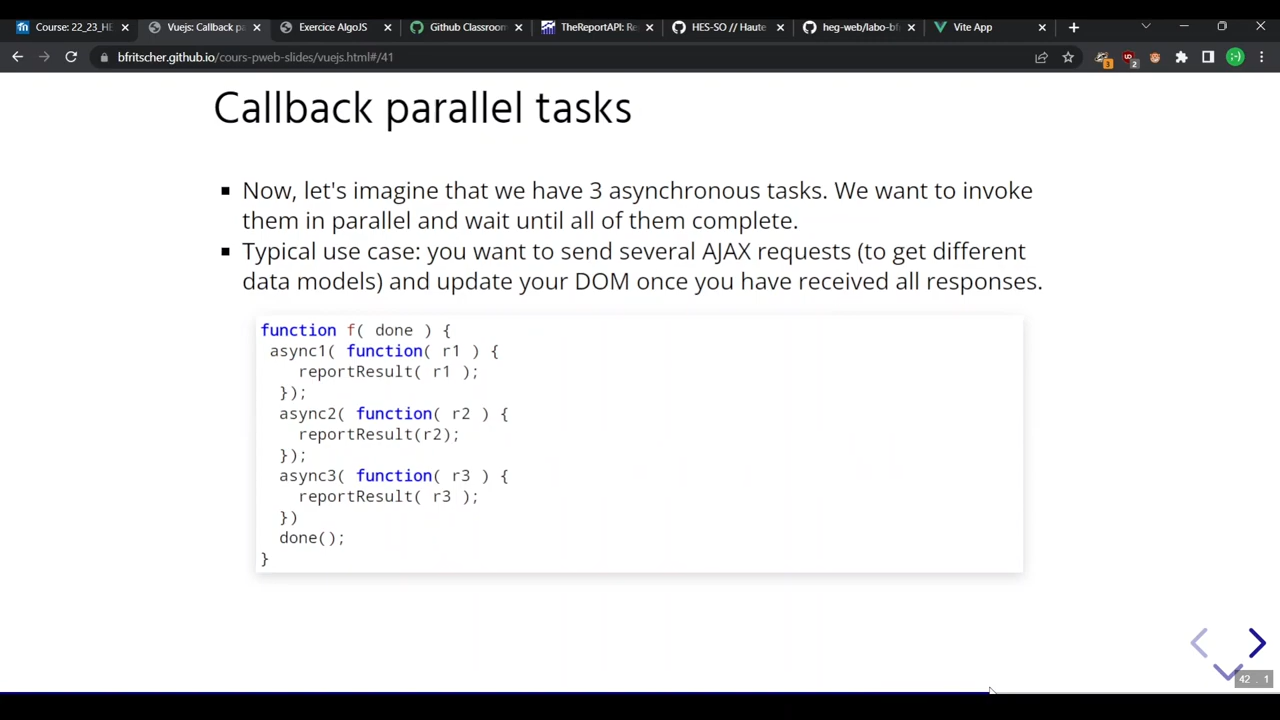 Course: 22_23_HE
Vuejs: Callback pa
Exercice AlgoJS
Github Classroom
TheReportAPI: Re
HES-SO // Haute
heg-web/labo-bf
Vite App
bfritscher.github.io/cours-pweb-slides/vuejs.html#/41
3
2
Callback parallel tasks
Now, let's imagine that we have 3 asynchronous tasks. We want to invoke
them in parallel and wait until all of them complete.
Typical use case: you want to send several AJAX requests (to get different
data models) and update your DOM once you have received all responses.
function f( done ) {
async1( function( r1 ) {
reportResult( r1 );
});
async2( function( r2 ) {
reportResult(r2);
});
async3( function( r3 ) {
reportResult( r3 );
})
done();
}
42 . 1